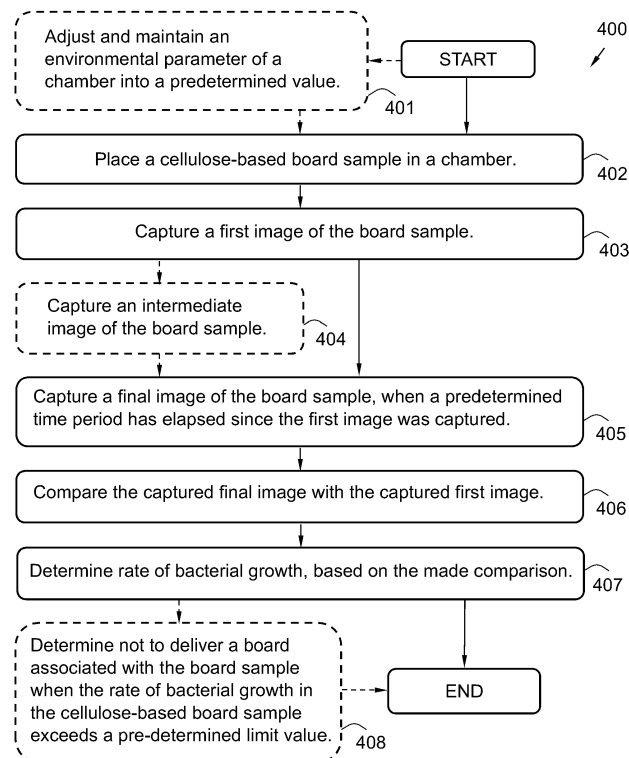 400
START
Adjust and maintain an
environmental parameter of a
chamber into a predetermined value.
401
Place a cellulose-based board sample in a chamber.
402
Capture a first image of the board sample.
403
Capture an intermediate
image of the board sample.
404
Capture a final image of the board sample, when a predetermined
time period has elapsed since the first image was captured.
405
Compare the captured final image with the captured first image.
406
Determine rate of bacterial growth, based on the made comparison.
407
Determine not to deliver a board
associated with the board sample
when the rate of bacterial growth in
the cellulose-based board sample
exceeds a pre-determined limit value.
408
END